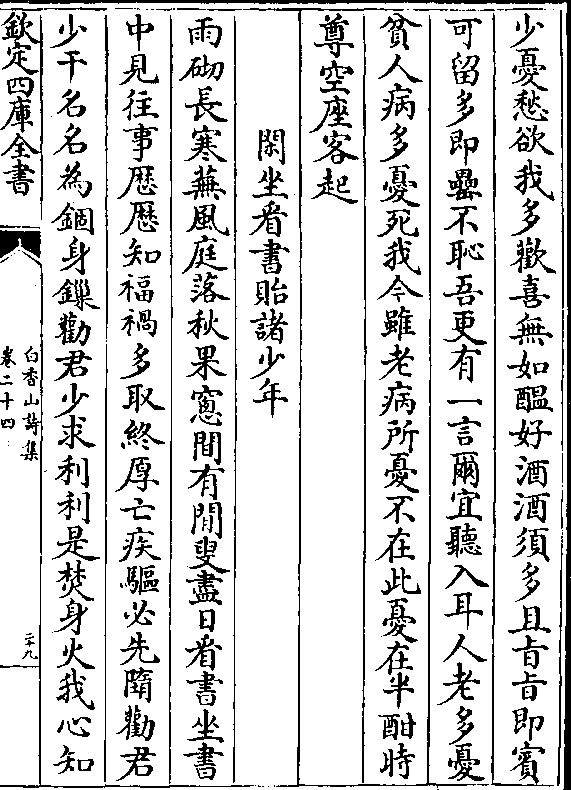 少憂愁欲我多歡喜無如醖好酒酒須多且旨旨即賓
可留多即罍不恥吾更有一言爾宜聽入耳人老多憂
貧人病多憂死我今雖老病所憂不在此憂在半酣時
尊空座客起
閑坐看書貽諸少年
雨砌長寒蕪風庭落秋果窻間有閒叟盡日看書坐書
中見往事歴歴知福禍多取終厚亡疾驅必先隋勸君
少干名名為錮身鏁勸君少求利利是焚身火我心知
欽定四庫全書
白香山詩集
卷二十四
二十九